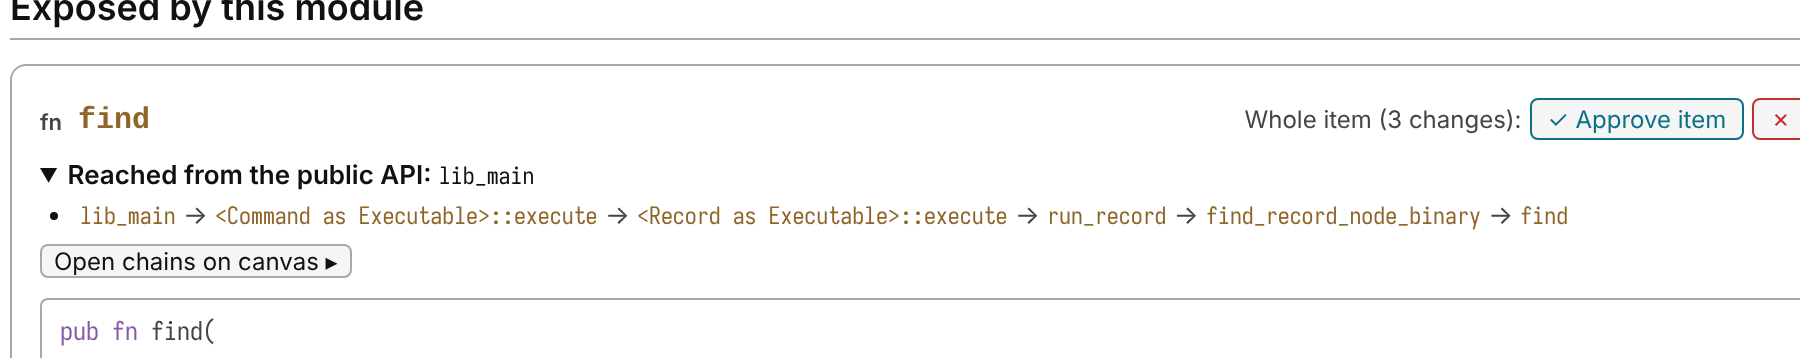 Exposed by this module
fn find
Whole item (3 changes): ✓ Approve item ×
▼ Reached from the public API: lib_main
• lib_main → <Command as Executable>::execute → <Record as Executable>::execute → run_record → find_record_node_binary → find
Open chains on canvas ▸
pub fn find(